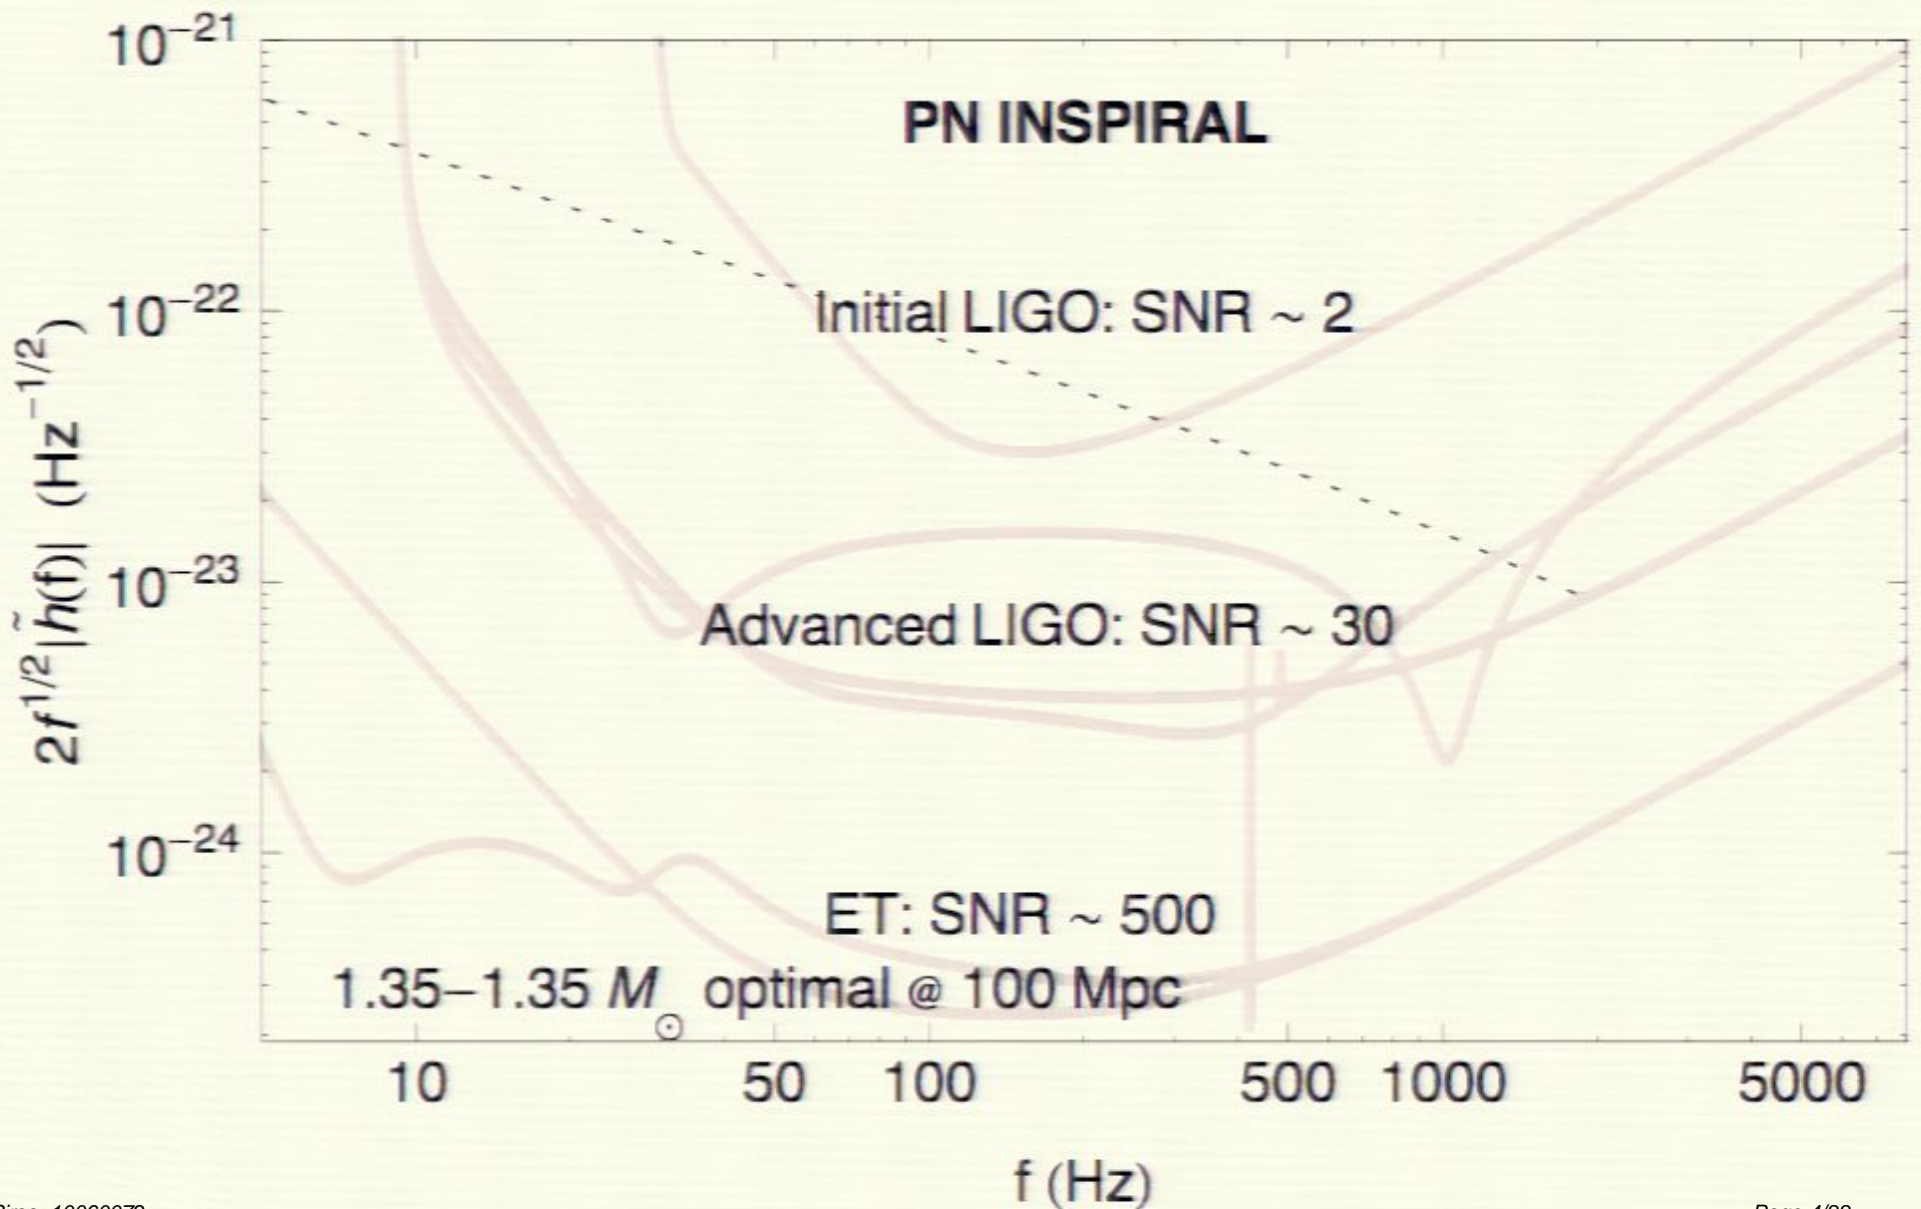 10⁻²¹
PN INSPIRAL
10⁻²²
Initial LIGO: SNR ~ 2
2f^1/2|h̃(f)| (Hz^−1/2)
10⁻²³
Advanced LIGO: SNR ~ 30
10⁻²⁴
ET: SNR ~ 500
1.35–1.35 M☉ optimal @ 100 Mpc
10 50 100 500 1000 5000
f (Hz)